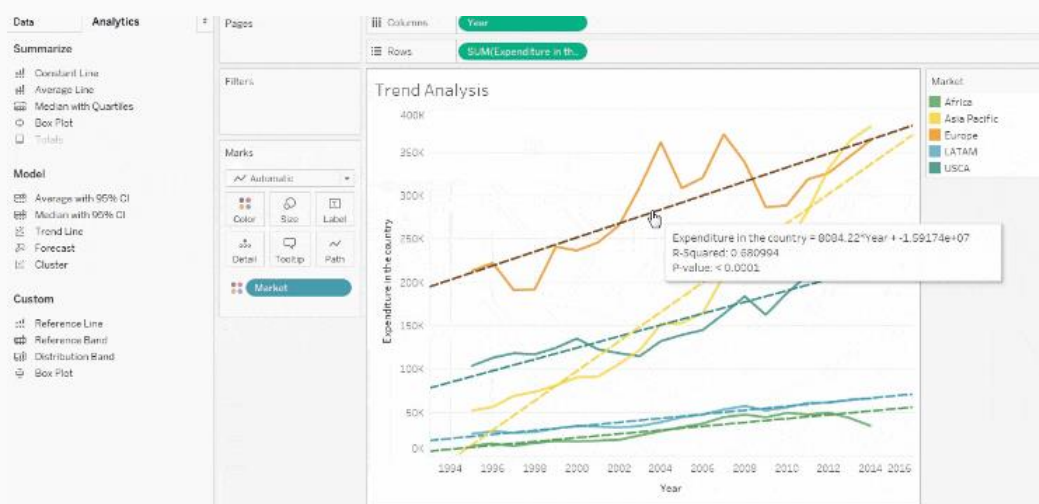 Data Analytics
Summarize
Constant Line
Average Line
Median with Quartiles
Box Plot
Totals
Model
Average with 95% CI
Median with 95% CI
Trend Line
Forecast
Cluster
Custom
Reference Line
Reference Band
Distribution Band
Box Plot
Pages
Filters
Marks
Automatic
Color Size Label
Detail Tooltip Path
Market
Columns Year
Rows SUM(Expenditure in th..
Trend Analysis
400K
350K
300K
250K
200K
150K
100K
50K
0K
Expenditure in the country
1994 1996 1998 2000 2002 2004 2006 2008 2010 2012 2014 2016
Year
Expenditure in the country = 8084.22*Year + -1.59174e+07
R-Squared: 0.680994
P-value: < 0.0001
Market
Africa
Asia Pacific
Europe
LATAM
USCA